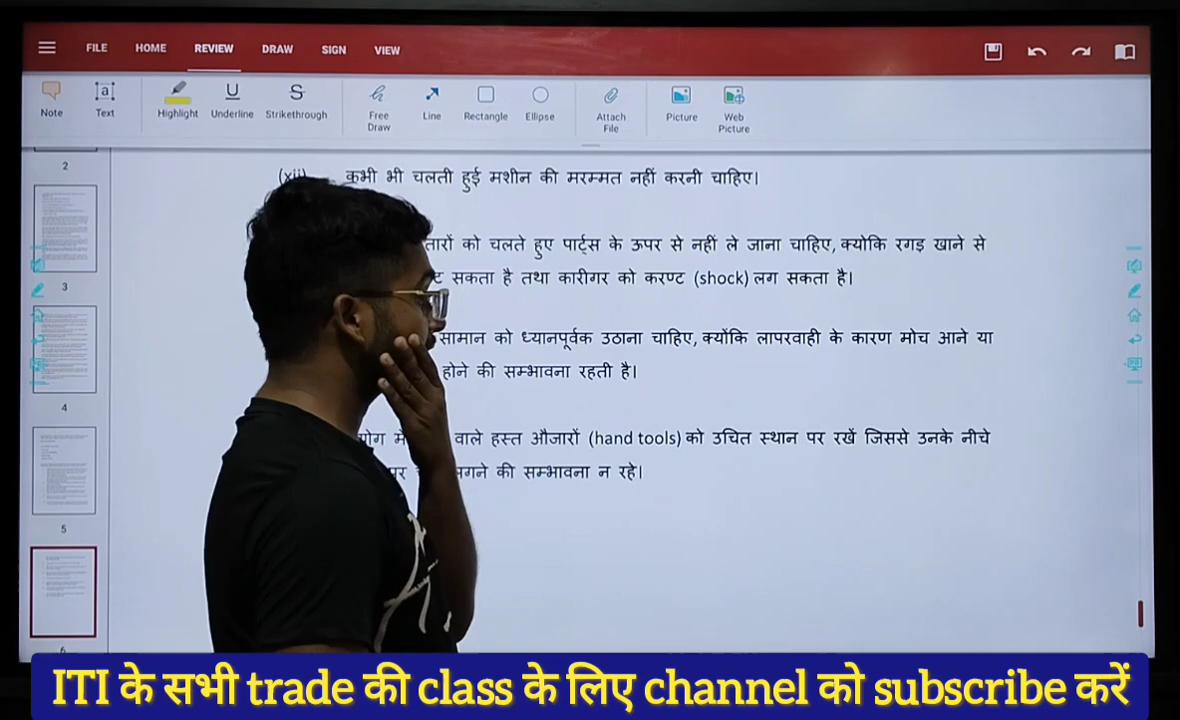 FILE HOME REVIEW DRAW SIGN VIEW
Note Text Highlight Underline Strikethrough Free Draw Line Rectangle Ellipse Attach File Picture Web Picture
2
3
4
5
(xii) कभी भी चलती हुई मशीन की मरम्मत नहीं करनी चाहिए।
तारों को चलते हुए पार्ट्स के ऊपर से नहीं ले जाना चाहिए, क्योकि रगड़ खाने से
सकता है तथा कारीगर को करण्ट (shock) लग सकता है।
सामान को ध्यानपूर्वक उठाना चाहिए, क्योंकि लापरवाही के कारण मोच आने या
होने की सम्भावना रहती है।
वाले हस्त औजारों (hand tools) को उचित स्थान पर रखें जिससे उनके नीचे
की सम्भावना न रहे।
ITI के सभी trade की class के लिए channel को subscribe करें